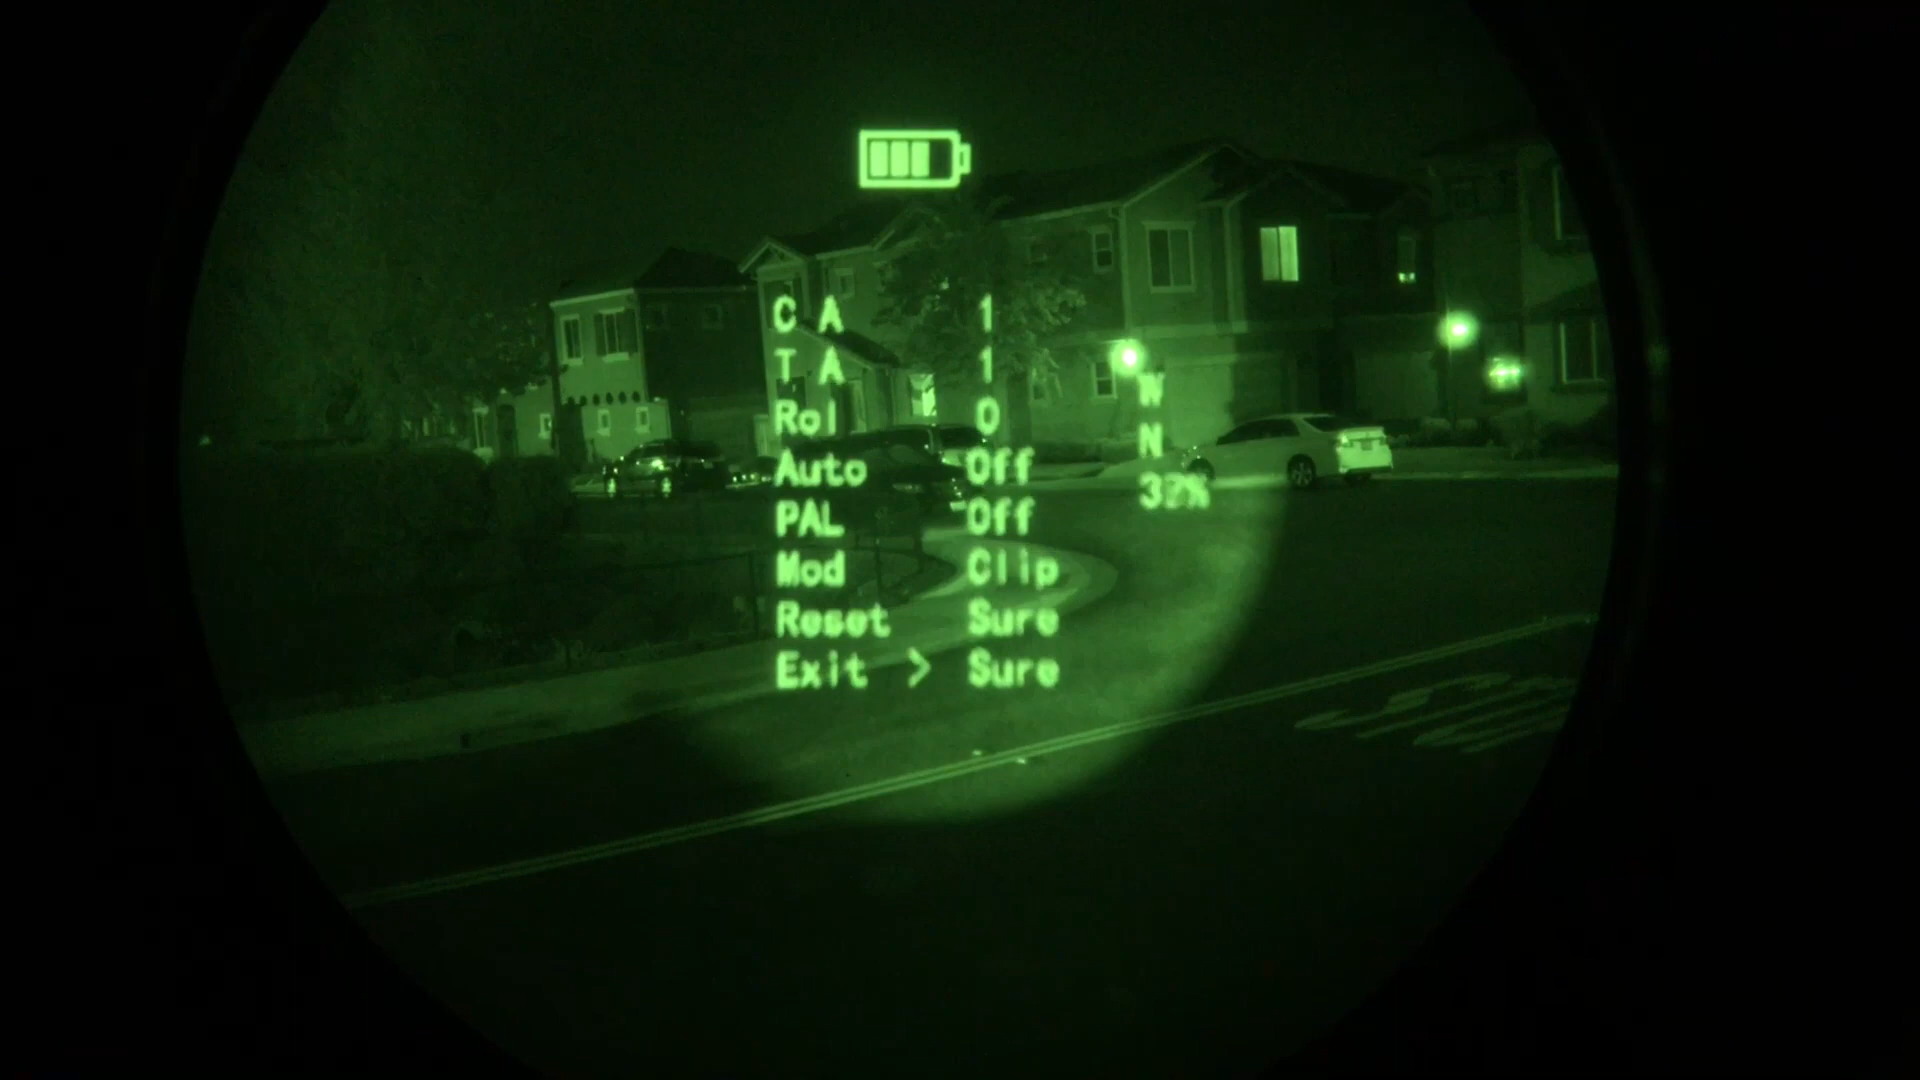 C A 1
T A 1
Rol 0
Auto Off
PAL Off
Mod Clip
Reset Sure
Exit > Sure
W
N